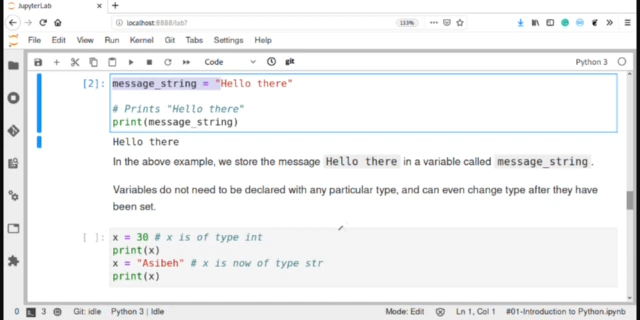 JupyterLab
localhost:8888/lab?
133%
File Edit View Run Kernel Git Tabs Settings Help
Code
git
Python 3
[2]: message_string = "Hello there"
# Prints "Hello there"
print(message_string)
Hello there
In the above example, we store the message Hello there in a variable called message_string.
Variables do not need to be declared with any particular type, and can even change type after they have
been set.
[ ]: x = 30 # x is of type int
print(x)
x = "Asibeh" # x is now of type str
print(x)
0 3 Git: idle Python 3 | Idle Mode: Edit Ln 1, Col 1 #01-Introduction to Python.ipynb